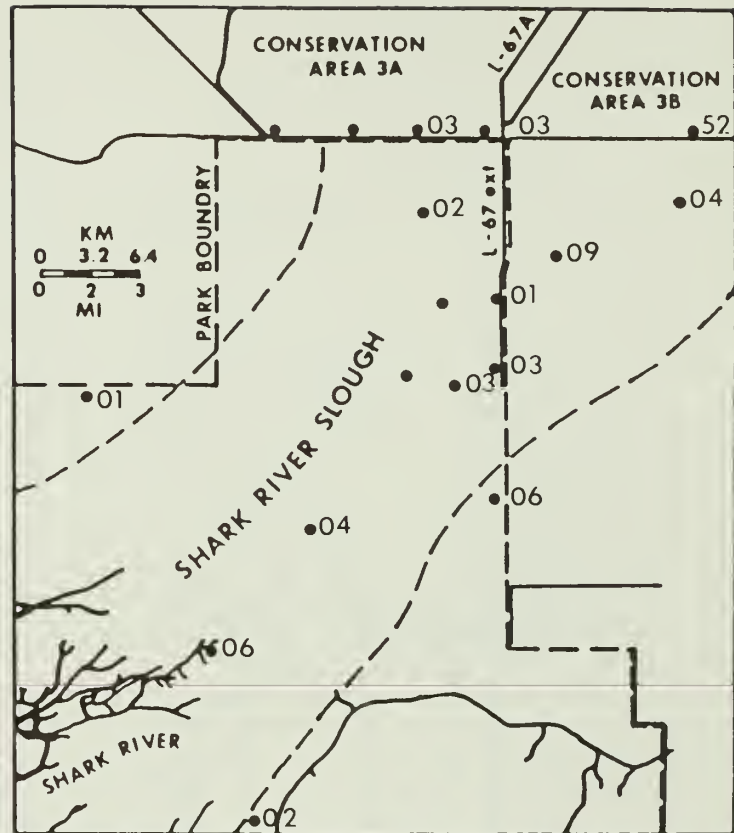 CONSERVATION
AREA 3A
L-67A
CONSERVATION
AREA 3B
03
03
52
L-67 ext
02
04
PARK BOUNDRY
KM
0 3.2 6.4
0 2 3
MI
09
01
03
03
01
SHARK RIVER SLOUGH
06
04
06
SHARK RIVER
02